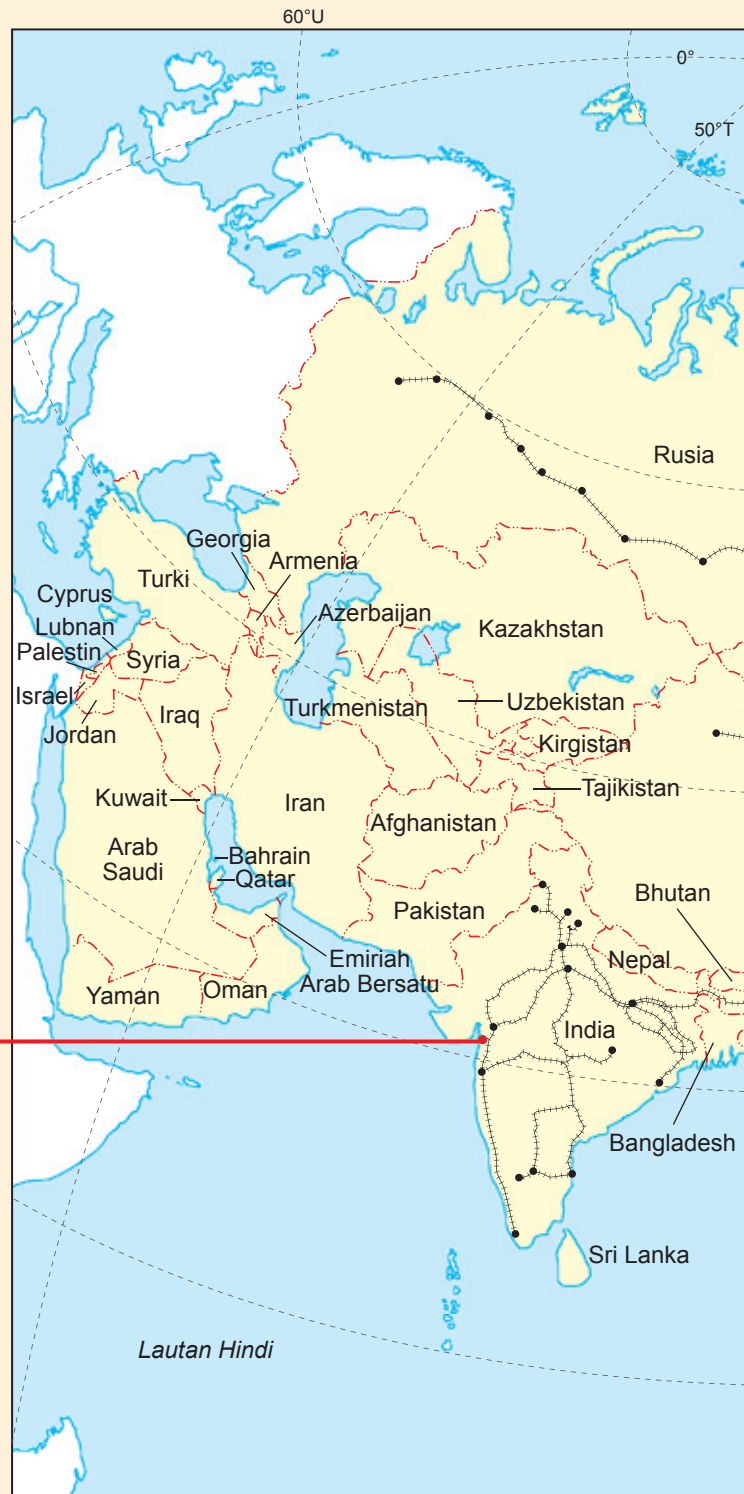 60°U
0°
50°T
Rusia
Georgia
Armenia
Turki
Cyprus
Azerbaijan
Kazakhstan
Lubnan
Palestin
Syria
Israel
Turkmenistan
Uzbekistan
Iraq
Jordan
Kirgistan
Tajikistan
Kuwait
Iran
Afghanistan
Arab
Saudi
Bahrain
Qatar
Bhutan
Pakistan
Nepal
Emiriah
Arab Bersatu
Yaman
Oman
India
Bangladesh
Sri Lanka
Lautan Hindi